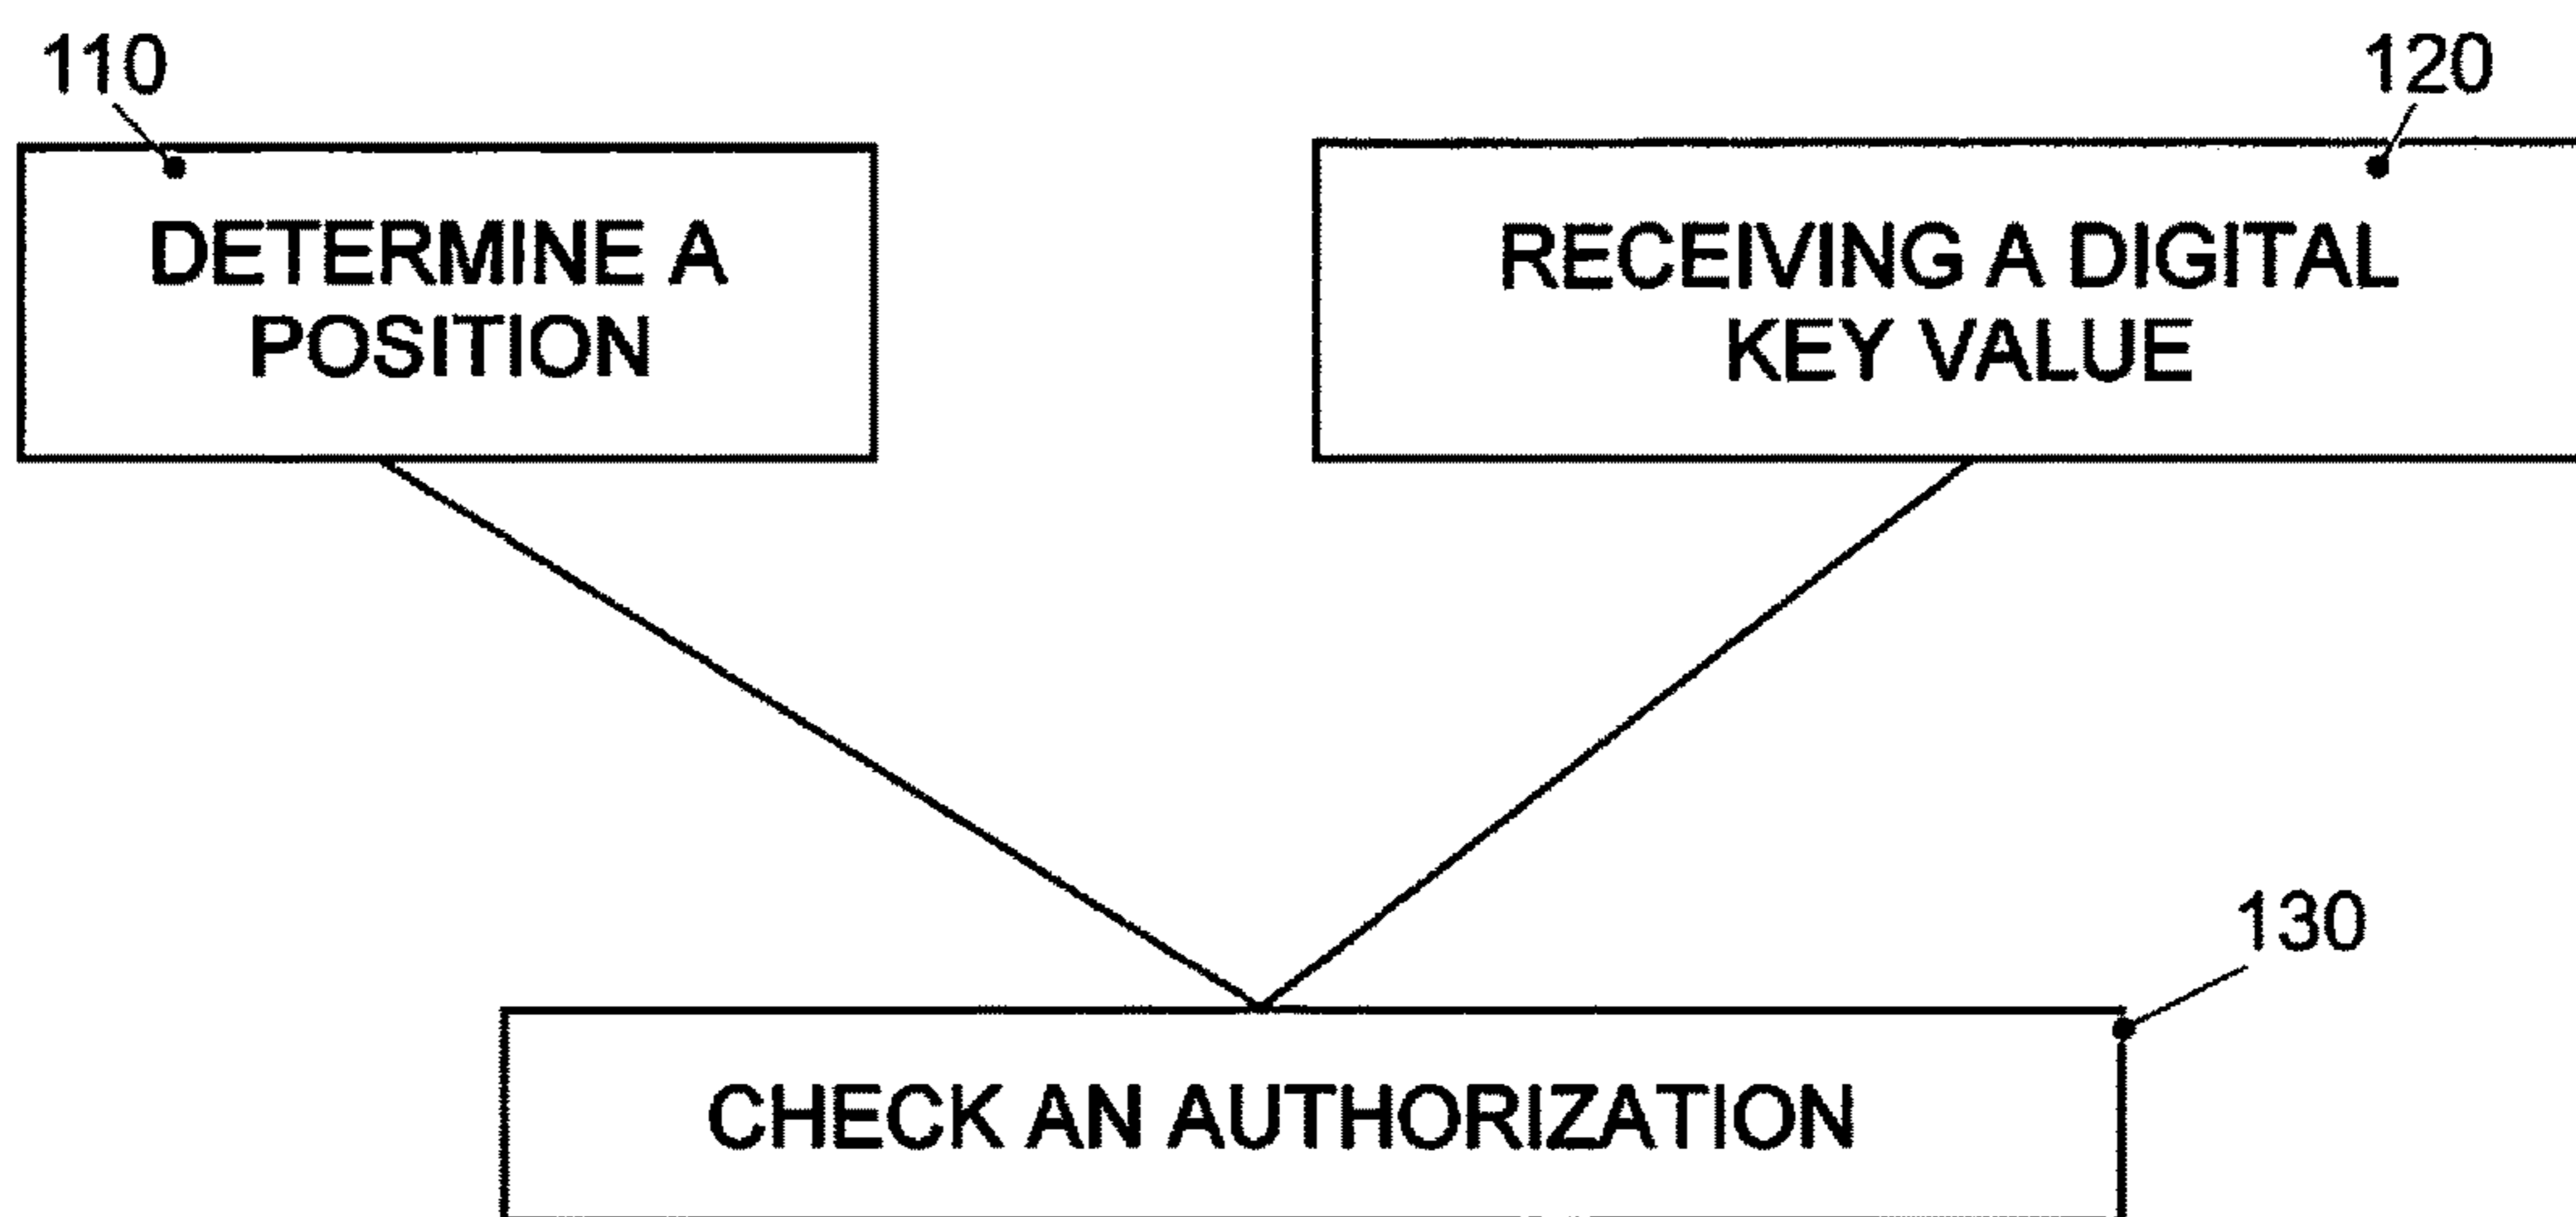 110
120
DETERMINE A
POSITION
RECEIVING A DIGITAL
KEY VALUE
130
CHECK AN AUTHORIZATION